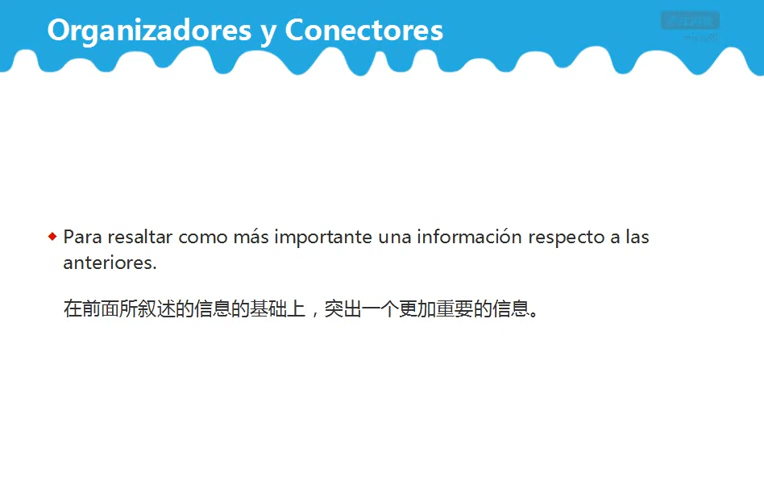 Organizadores y Conectores
Para resaltar como más importante una información respecto a las
anteriores.
在前面所叙述的信息的基础上，突出一个更加重要的信息。